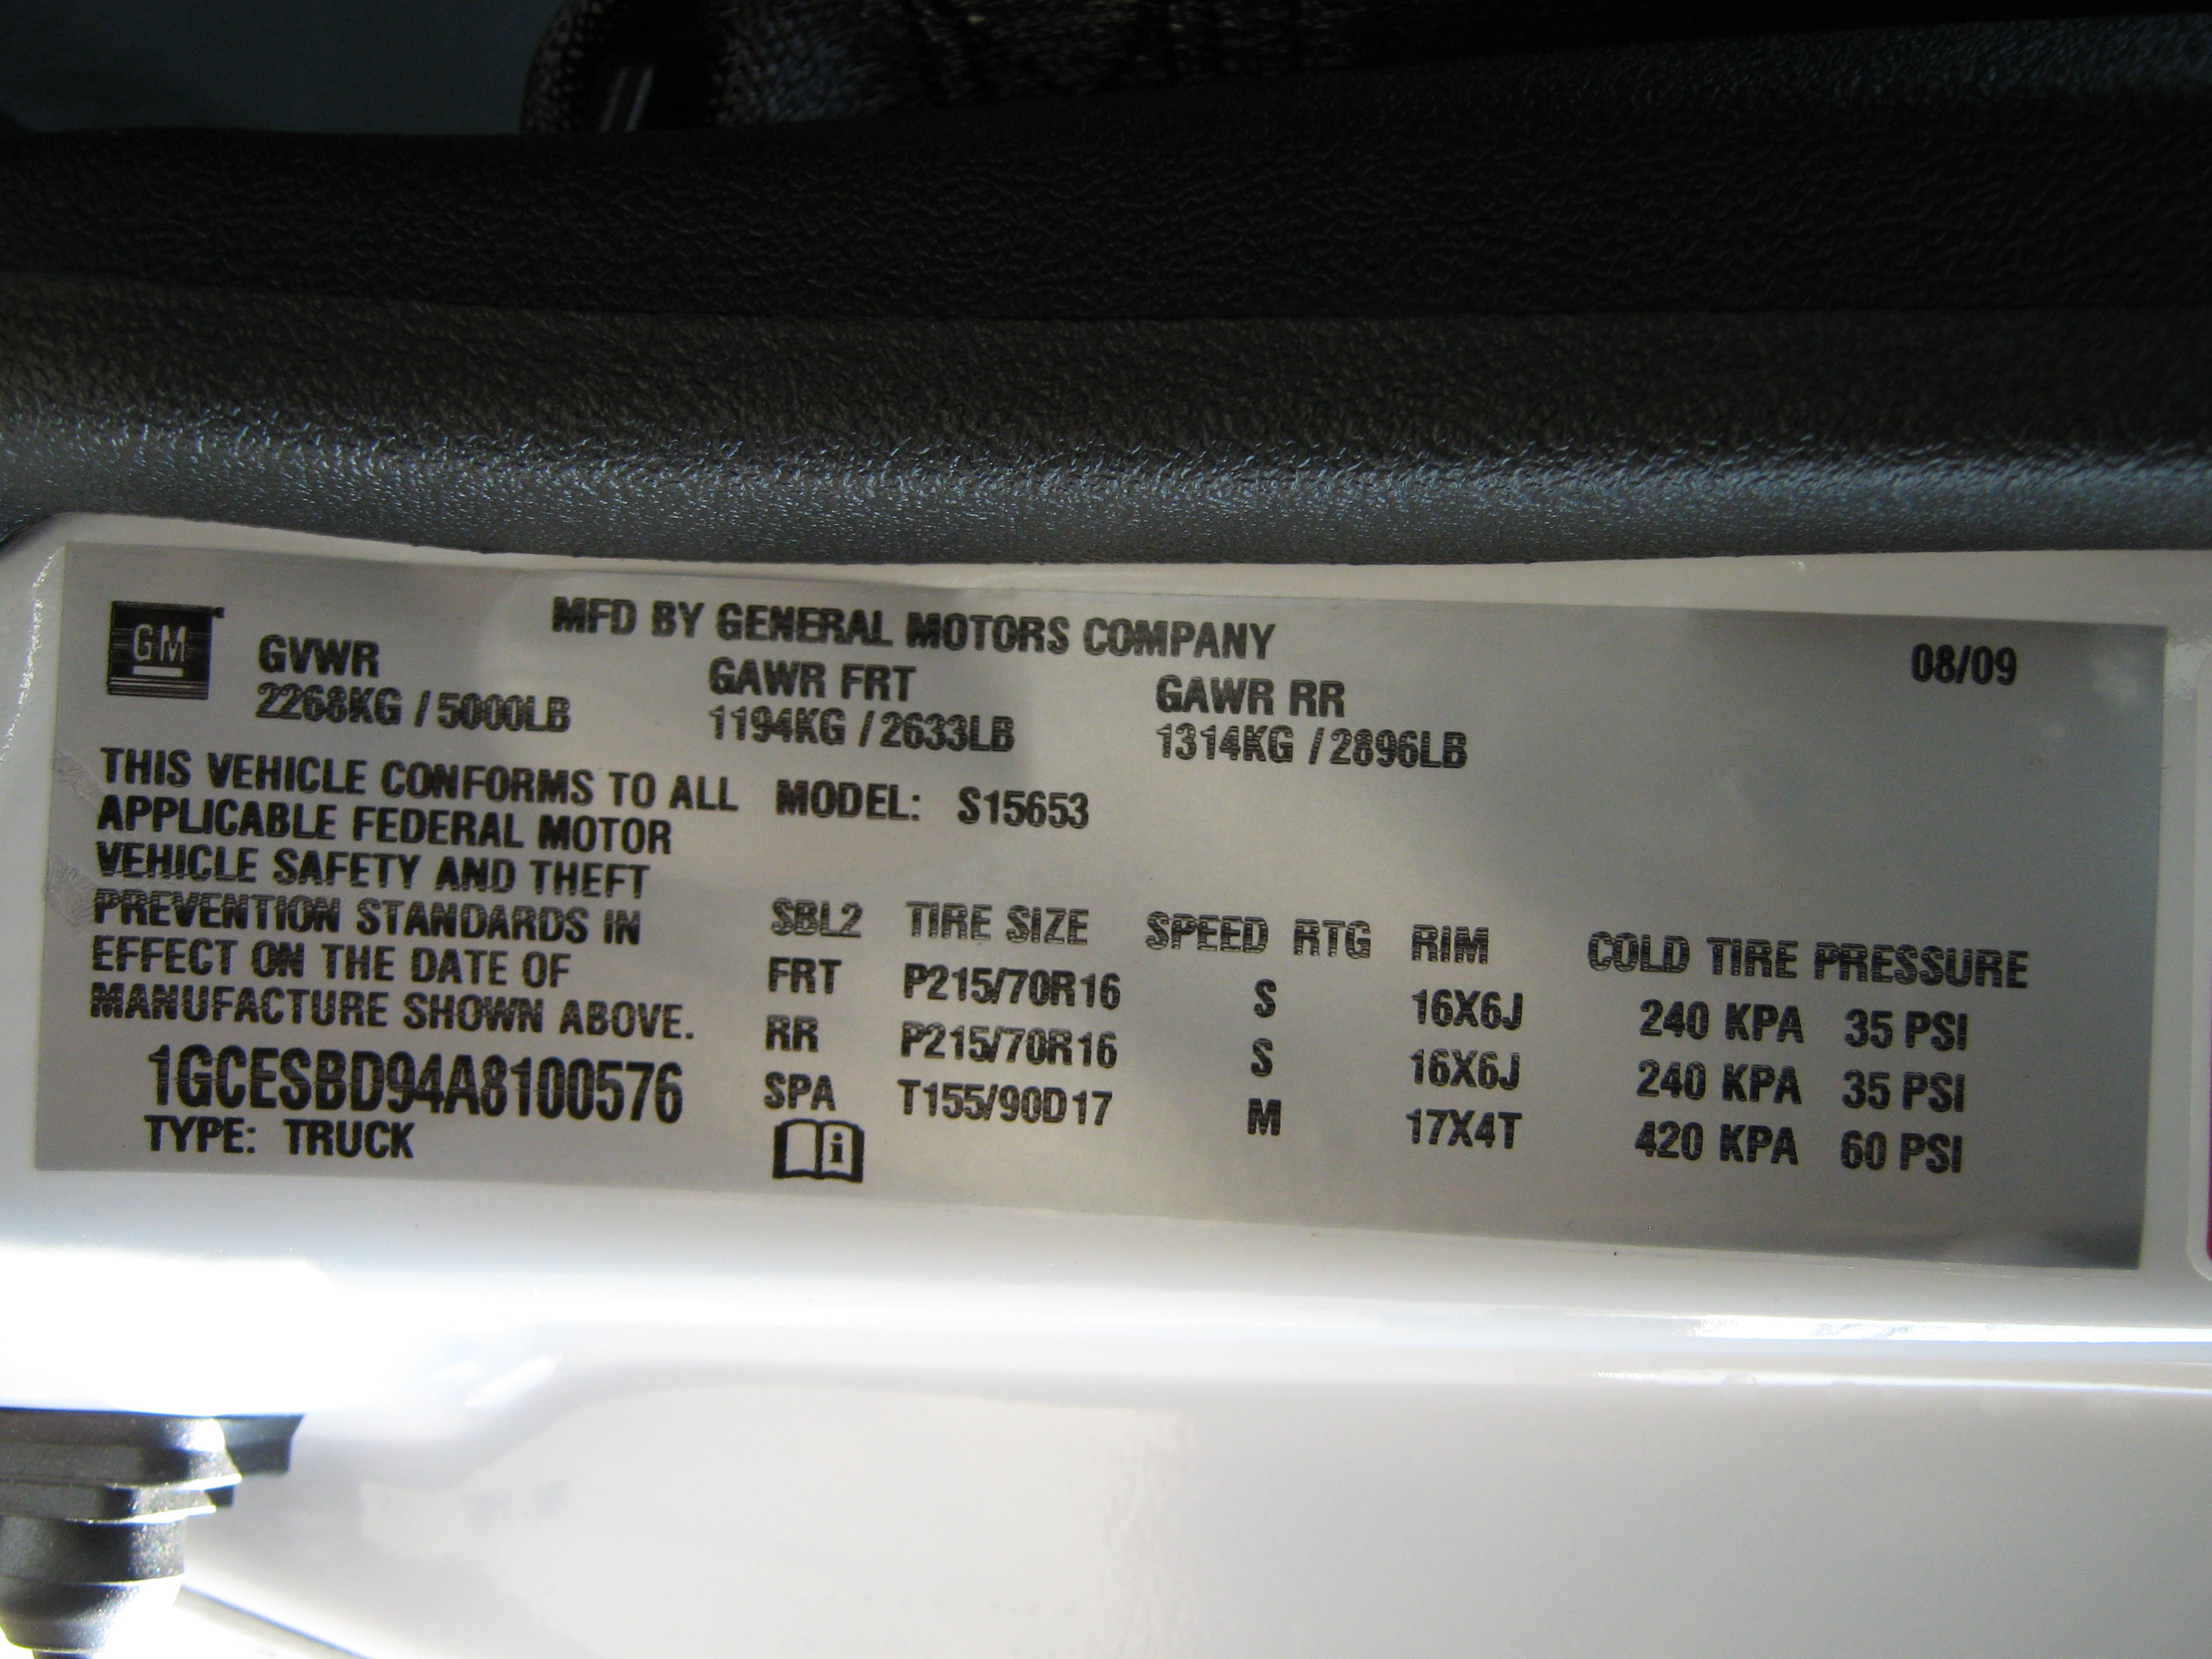 GM
MFD BY GENERAL MOTORS COMPANY
08/09
GVWR GAWR FRT GAWR RR
2268KG / 5000LB 1194KG / 2633LB 1314KG / 2896LB
THIS VEHICLE CONFORMS TO ALL
APPLICABLE FEDERAL MOTOR
VEHICLE SAFETY AND THEFT
PREVENTION STANDARDS IN
EFFECT ON THE DATE OF
MANUFACTURE SHOWN ABOVE.
1GCESBD94A8100576
TYPE: TRUCK
MODEL: S15653
SBL2 TIRE SIZE SPEED RTG RIM COLD TIRE PRESSURE
FRT P215/70R16 S 16X6J 240 KPA 35 PSI
RR P215/70R16 S 16X6J 240 KPA 35 PSI
SPA T155/90D17 M 17X4T 420 KPA 60 PSI
i